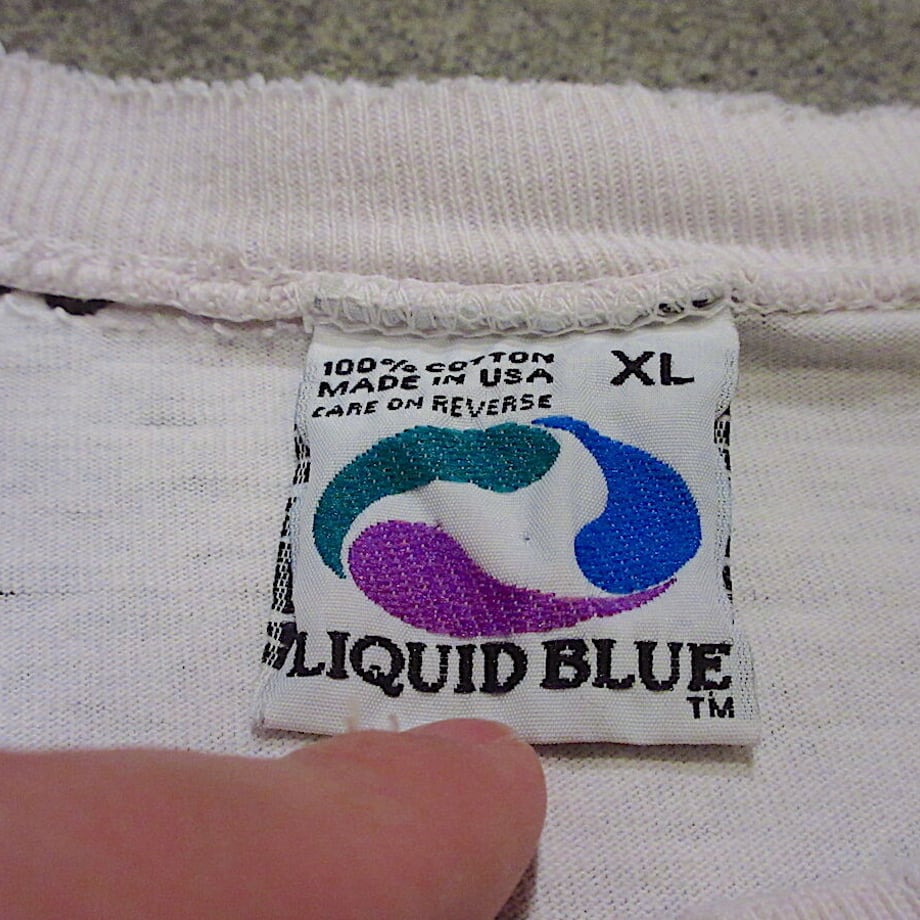 100% COTTON XL
MADE IN USA
CARE ON REVERSE
LIQUID BLUE
TM